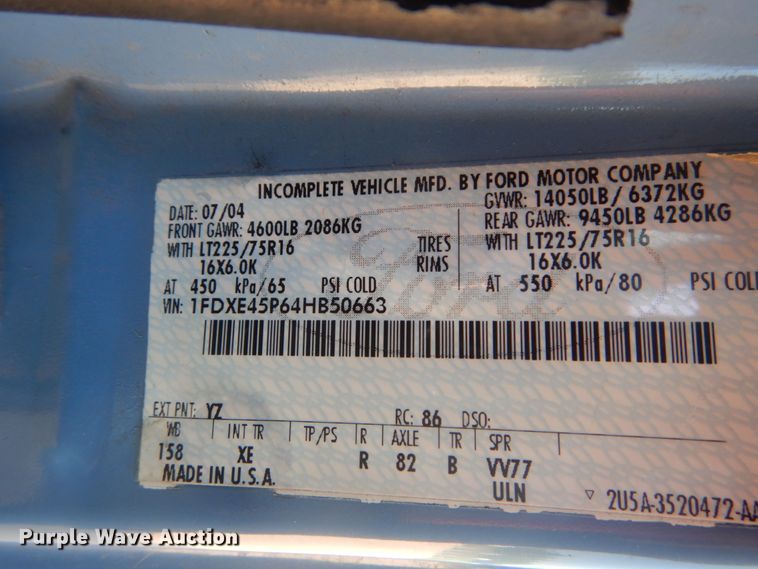 INCOMPLETE VEHICLE MFD. BY FORD MOTOR COMPANY
DATE: 07/04 GVWR: 14050LB/ 6372KG
FRONT GAWR: 4600LB 2086KG REAR GAWR: 9450LB 4286KG
WITH LT225/75R16 TIRES WITH LT225/75R16
16X6.0K RIMS 16X6.0K
AT 450 kPa/65 PSI COLD AT 550 kPa/80 PSI COLD
VIN: 1FDXE45P64HB50663
Ford
EXT PNT: YZ RC: 86 DSO:
WB INT TR TP/PS R AXLE TR SPR
158 XE R 82 B VV77
MADE IN U.S.A. ULN
▽ 2U5A-3520472-AA
Purple Wave Auction